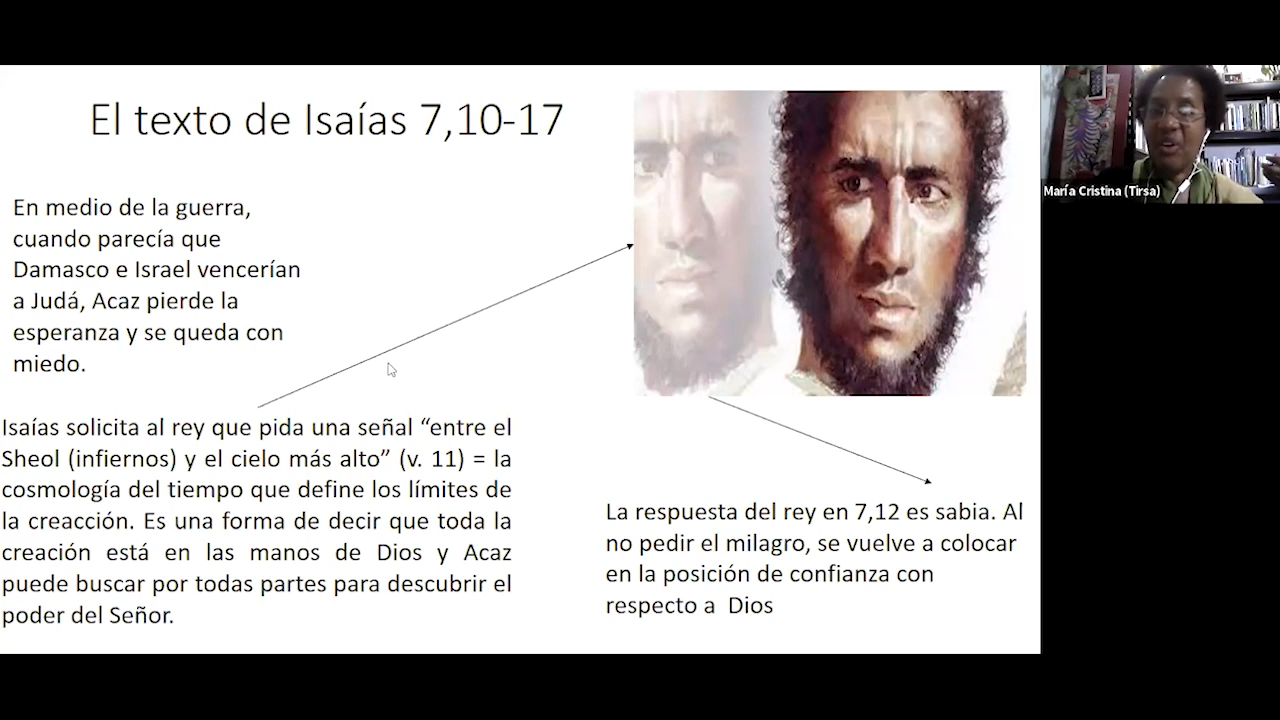 El texto de Isaías 7,10-17
En medio de la guerra,
cuando parecía que
Damasco e Israel vencerían
a Judá, Acaz pierde la
esperanza y se queda con
miedo.
Isaías solicita al rey que pida una señal “entre el
Sheol (infiernos) y el cielo más alto” (v. 11) = la
cosmología del tiempo que define los límites de
la creacción. Es una forma de decir que toda la
creación está en las manos de Dios y Acaz
puede buscar por todas partes para descubrir el
poder del Señor.
La respuesta del rey en 7,12 es sabia. Al
no pedir el milagro, se vuelve a colocar
en la posición de confianza con
respecto a Dios
María Cristina (Tirsa)